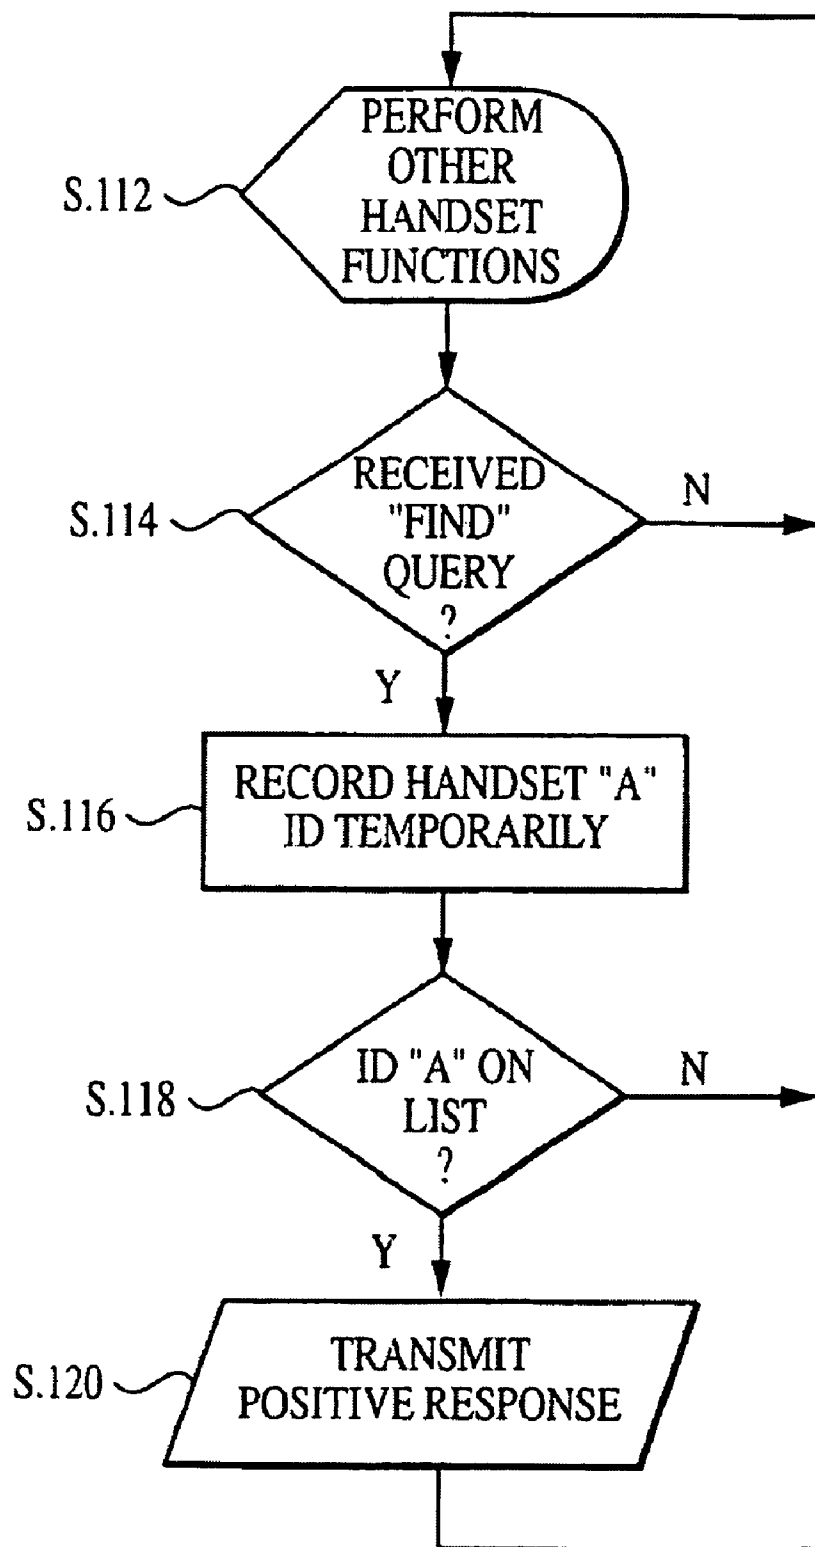 PERFORM
OTHER
HANDSET
FUNCTIONS
S.112
RECEIVED
"FIND"
QUERY
?
S.114
N
Y
RECORD HANDSET "A"
ID TEMPORARILY
S.116
ID "A" ON
LIST
?
S.118
N
Y
TRANSMIT
POSITIVE RESPONSE
S.120